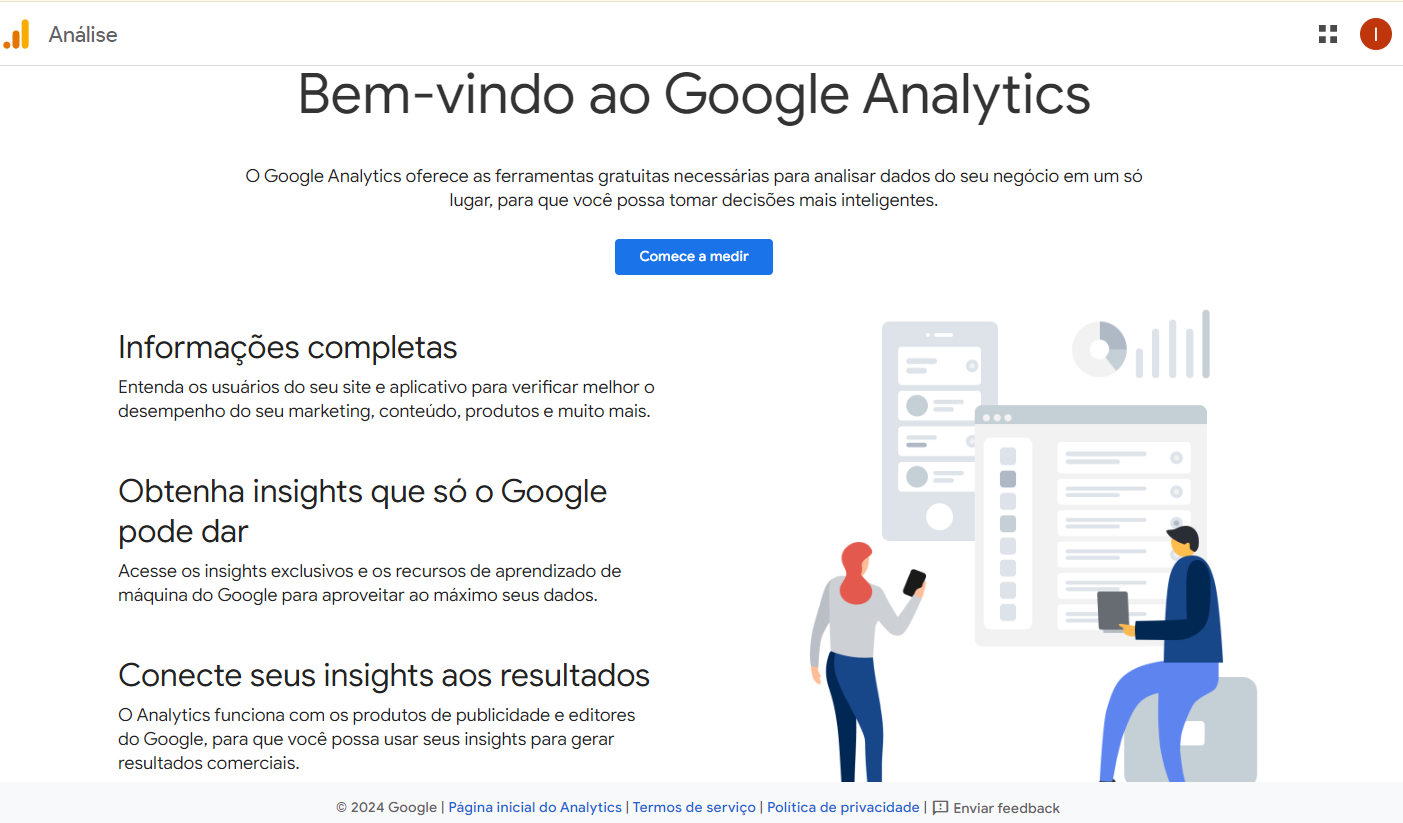 Análise
I
Bem-vindo ao Google Analytics
O Google Analytics oferece as ferramentas gratuitas necessárias para analisar dados do seu negócio em um só
lugar, para que você possa tomar decisões mais inteligentes.
Comece a medir
Informações completas
Entenda os usuários do seu site e aplicativo para verificar melhor o
desempenho do seu marketing, conteúdo, produtos e muito mais.
Obtenha insights que só o Google
pode dar
Acesse os insights exclusivos e os recursos de aprendizado de
máquina do Google para aproveitar ao máximo seus dados.
Conecte seus insights aos resultados
O Analytics funciona com os produtos de publicidade e editores
do Google, para que você possa usar seus insights para gerar
resultados comerciais.
© 2024 Google | Página inicial do Analytics | Termos de serviço | Política de privacidade | Enviar feedback